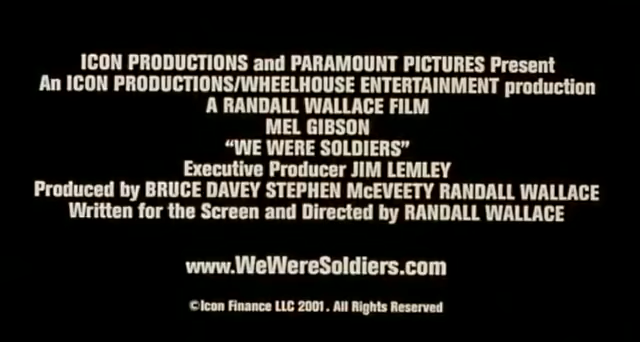 ICON PRODUCTIONS and PARAMOUNT PICTURES Present
An ICON PRODUCTIONS/WHEELHOUSE ENTERTAINMENT production
A RANDALL WALLACE FILM
MEL GIBSON
“WE WERE SOLDIERS”
Executive Producer JIM LEMLEY
Produced by BRUCE DAVEY STEPHEN McEVEETY RANDALL WALLACE
Written for the Screen and Directed by RANDALL WALLACE
www.WeWereSoldiers.com
©Icon Finance LLC 2001. All Rights Reserved